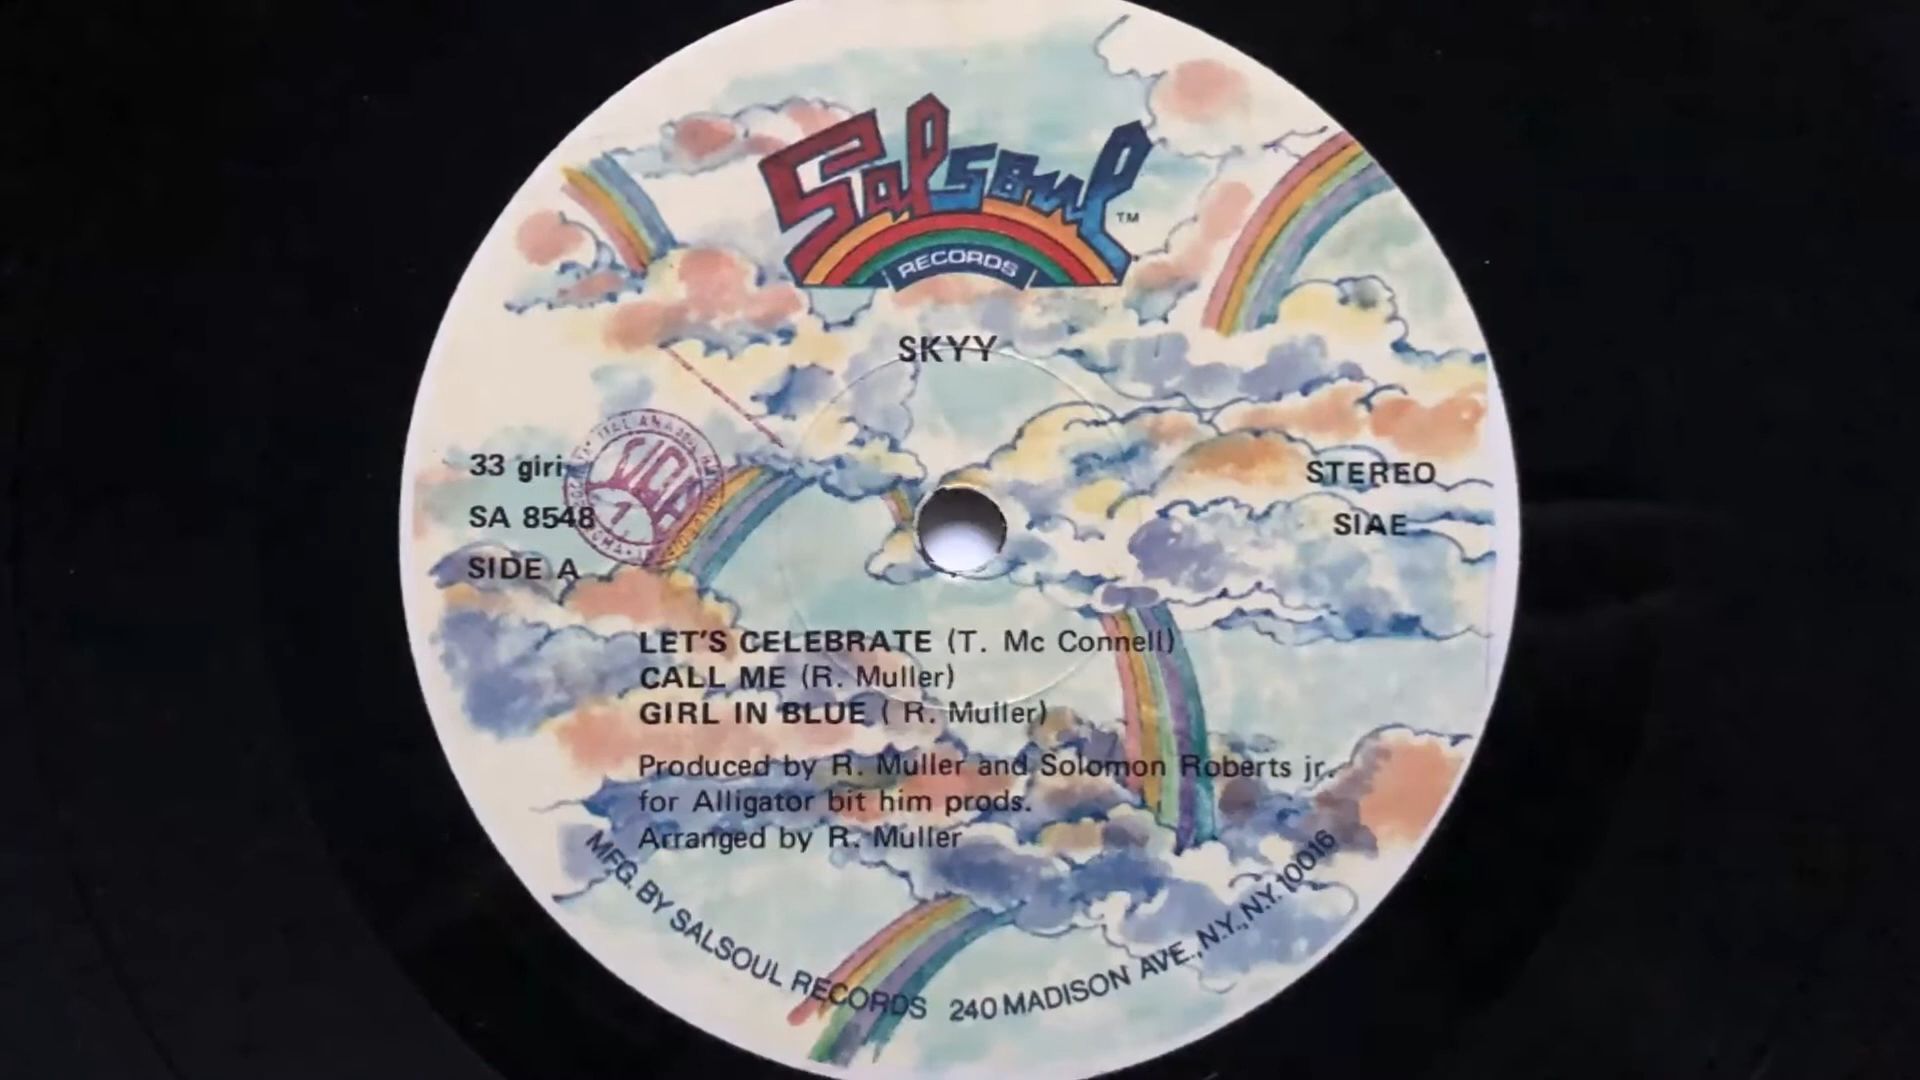 Salsoul TM
RECORDS
SKYY
33 giri
SA 8548
SIDE A
STEREO
SIAE
LET'S CELEBRATE (T. Mc Connell)
CALL ME (R. Muller)
GIRL IN BLUE ( R. Muller)
Produced by R. Muller and Solomon Roberts jr.
for Alligator bit him prods.
Arranged by R. Muller
MFG. BY SALSOUL RECORDS 240 MADISON AVE., N.Y., N.Y. 10016